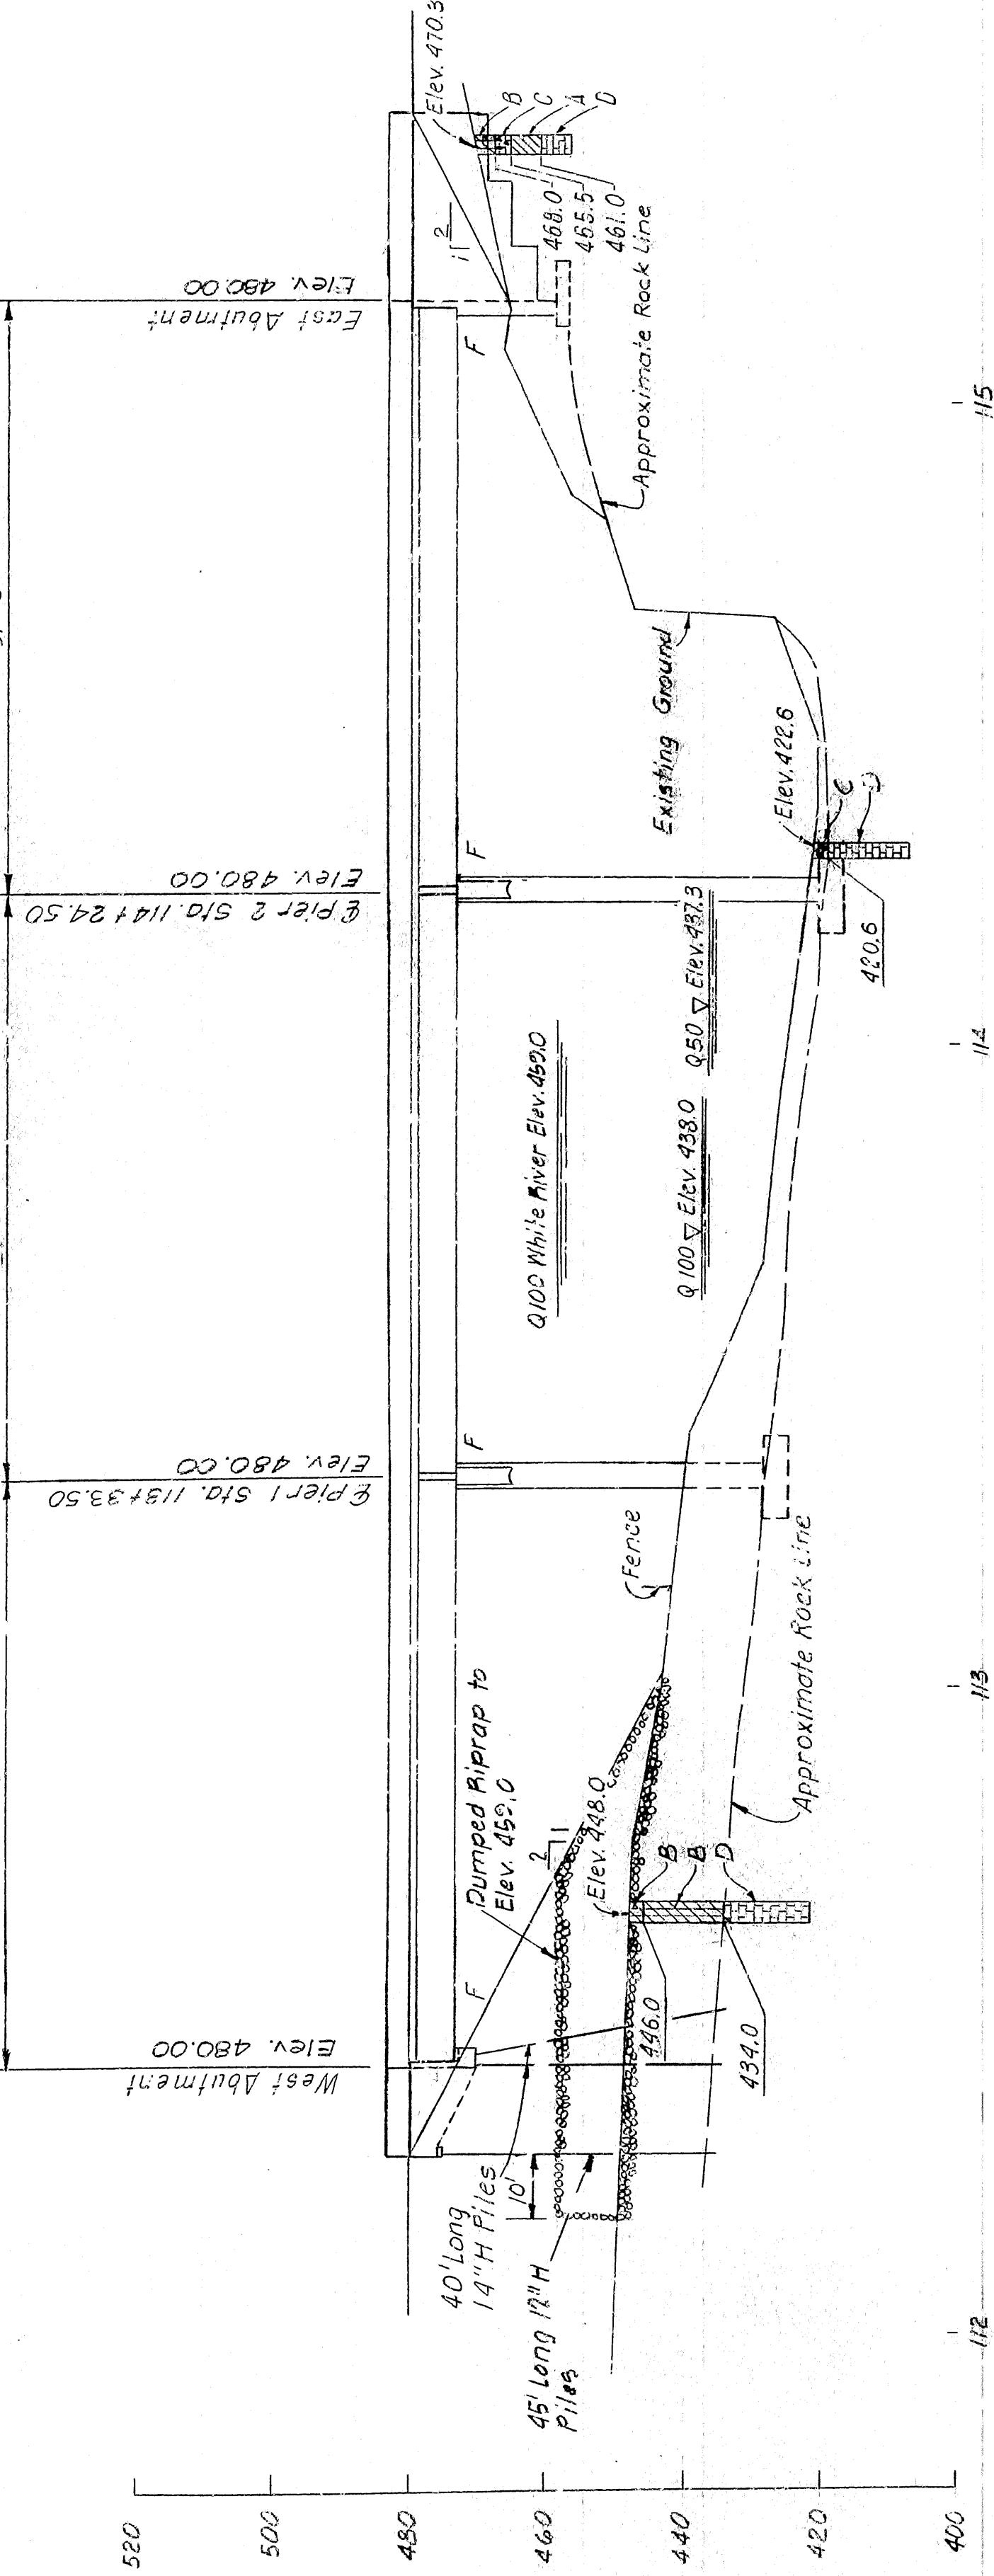 520
500
480
460
440
420
400
112
113
114
115
West Abutment
Elev. 480.00
℄ Pier 1 Sta. 113+33.50
Elev. 480.00
℄ Pier 2 Sta. 114+24.50
Elev. 480.00
East Abutment
Elev. 480.00
F
F
F
F
40' Long
14" H Piles
10'
45' Long 12" H
Piles
Dumped Riprap to
Elev. 459.0
2
1
Elev. 448.0
B
B
D
446.0
434.0
Fence
Approximate Rock Line
Q100 White River Elev. 459.0
Q100 ▽ Elev. 438.0
Q50 ▽ Elev. 437.3
Existing Ground
Elev. 422.6
C
D
420.6
Approximate Rock Line
1
2
Elev. 470.3
B
C
A
D
468.0
465.5
461.0